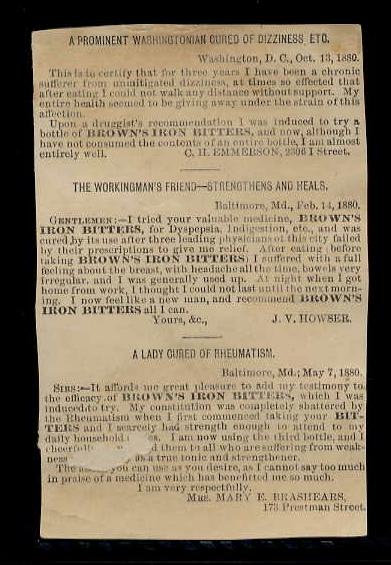 A PROMINENT WASHINGTONIAN CURED OF DIZZINESS, ETC.
Washington, D. C., Oct. 13, 1880.
This is to certify that for three years I have been a chronic
sufferer from unmitigated dizziness, at times so effected that
after eating I could not walk any distance without support. My
entire health seemed to be giving away under the strain of this
affection.
Upon a druggist's recommendation I was induced to try a
bottle of BROWN'S IRON BITTERS, and now, although I
have not consumed the contents of an entire bottle, I am almost
entirely well. C. H. EMMERSON, 2306 I Street.
THE WORKINGMAN'S FRIEND—STRENGTHENS AND HEALS.
Baltimore, Md., Feb. 14, 1880.
GENTLEMEN:—I tried your valuable medicine, BROWN'S
IRON BITTERS, for Dyspepsia, Indigestion, etc., and was
cured by its use after three leading physicians of this city failed
by their prescriptions to give me relief. After eating (before
taking BROWN'S IRON BITTERS) I suffered with a full
feeling about the breast, with headache all the time, bowels very
irregular, and I was generally used up. At night when I got
home from work, I thought I could not last until the next morn-
ing. I now feel like a new man, and recommend BROWN'S
IRON BITTERS all I can.
Yours, &c., J. V. HOWSER.
A LADY CURED OF RHEUMATISM.
Baltimore, Md.; May 7, 1880.
SIRS:—It affords me great pleasure to add my testimony to
the efficacy of BROWN'S IRON BITTERS, which I was
induced to try. My constitution was completely shattered by
the Rheumatism when I first commenced taking your BIT-
TERS and I scarcely had strength enough to attend to my
daily household es. I am now using the third bottle, and I
cheerfully d them to all who are suffering from weak-
ness as a true tonic and strengthener.
The you can use as you desire, as I cannot say too much
in praise of a medicine which has benefitted me so much.
I am very respectfully,
MRS. MARY E. BRASHEARS,
173 Prestman Street.